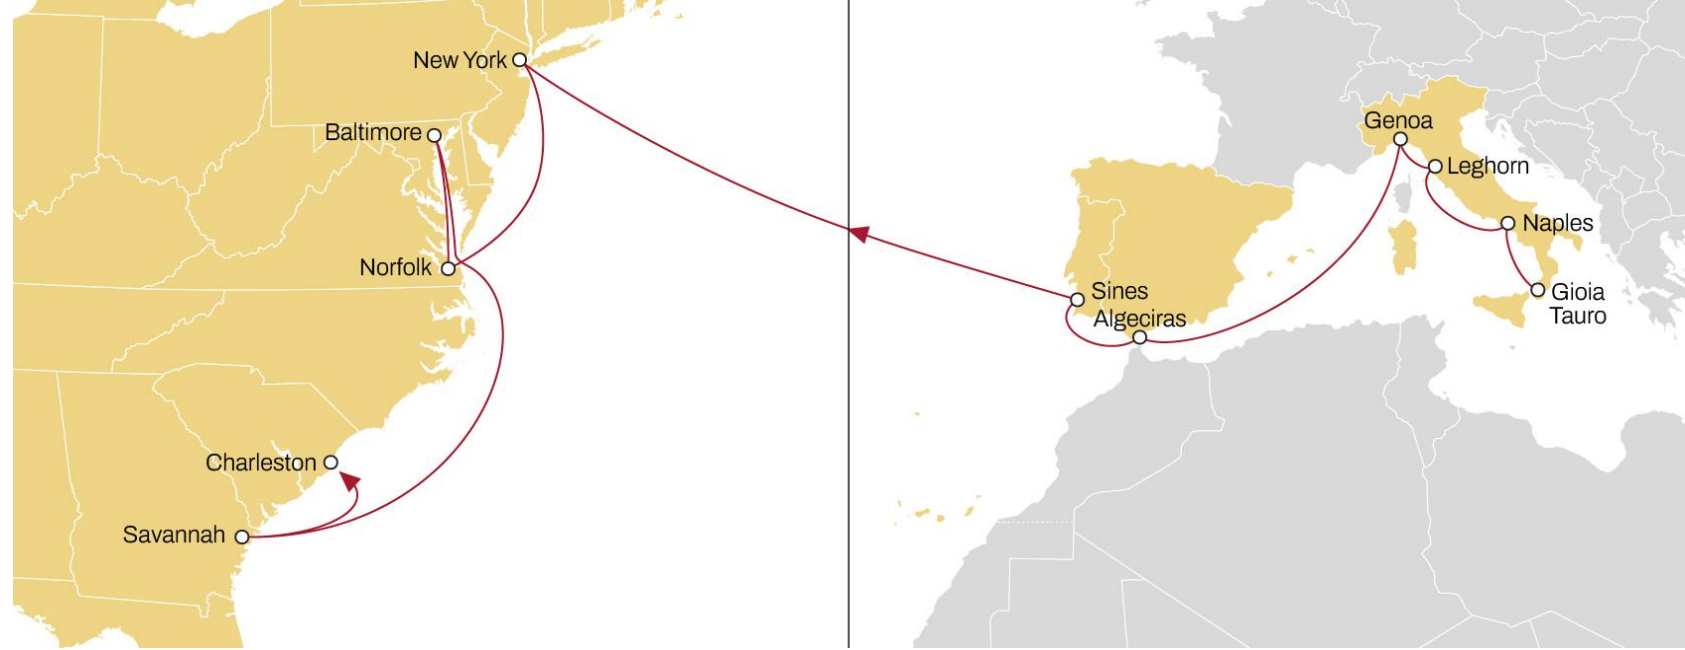 New York
Baltimore
Norfolk
Charleston
Savannah
Genoa
Leghorn
Naples
Sines
Algeciras
Gioia
Tauro